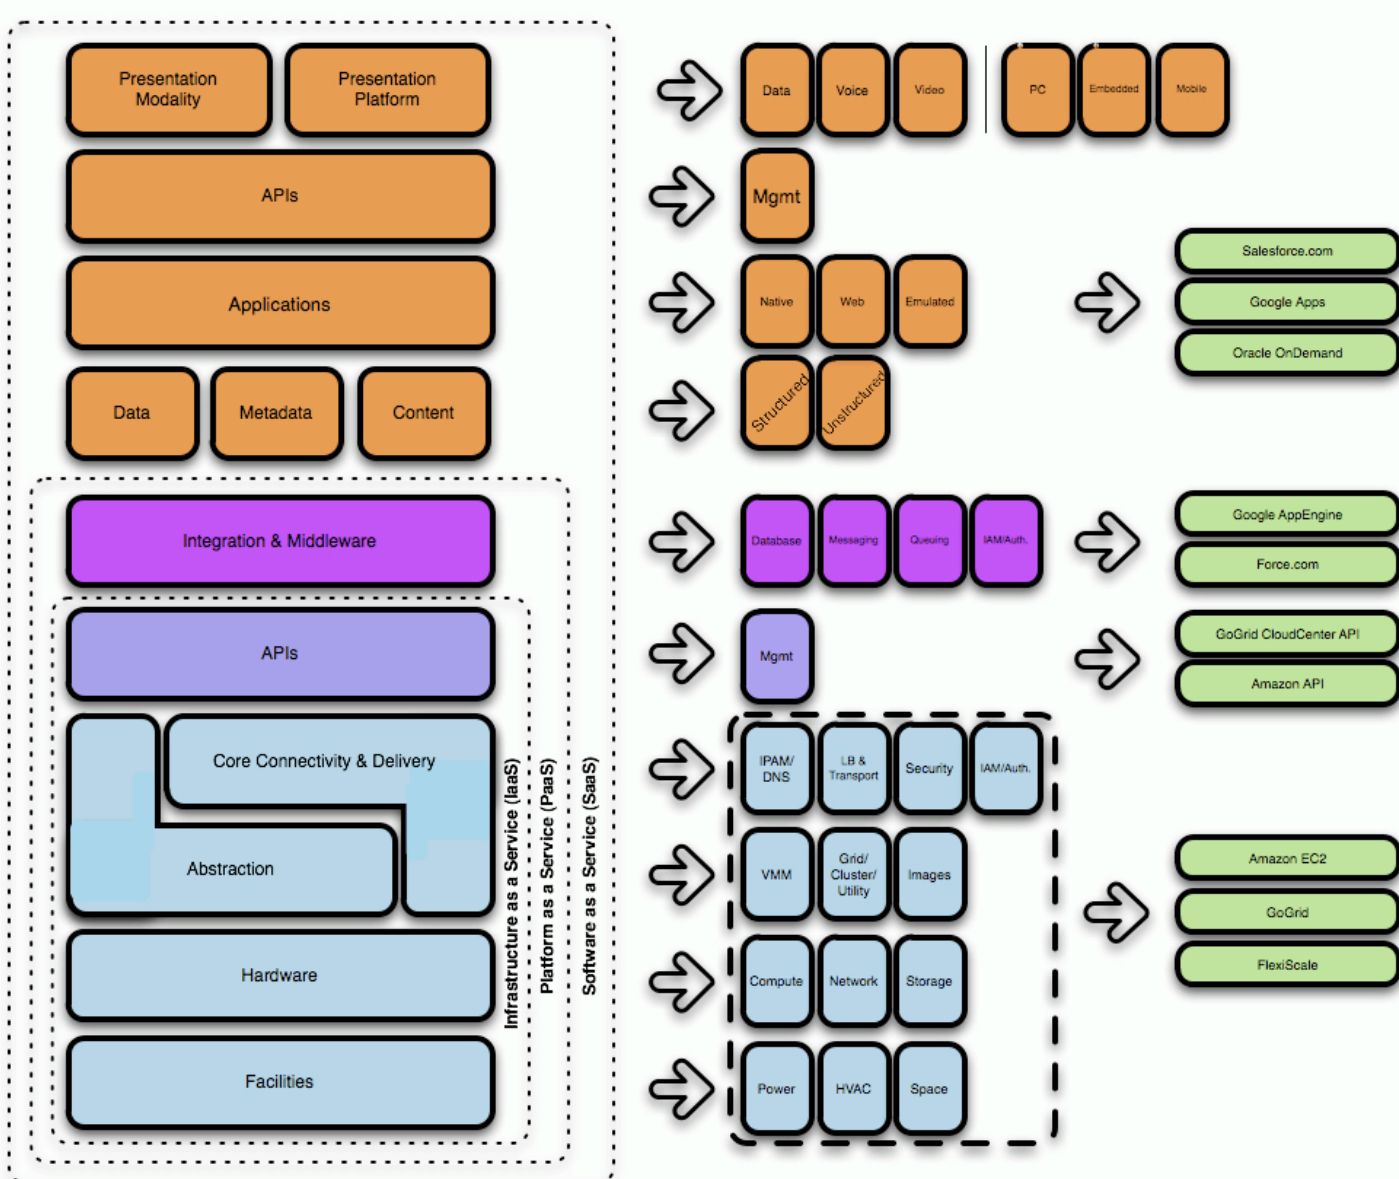 Presentation
Modality
Presentation
Platform
Data
Voice
Video
PC
Embedded
Mobile
APIs
Mgmt
Applications
Native
Web
Emulated
Salesforce.com
Google Apps
Oracle OnDemand
Data
Metadata
Content
Structured
Unstructured
Integration & Middleware
Database
Messaging
Queuing
IAM/Auth.
Google AppEngine
Force.com
APIs
Mgmt
GoGrid CloudCenter API
Amazon API
Core Connectivity & Delivery
IPAM/
DNS
LB &
Transport
Security
IAM/Auth.
Abstraction
VMM
Grid/
Cluster/
Utility
Images
Amazon EC2
GoGrid
FlexiScale
Hardware
Compute
Network
Storage
Facilities
Power
HVAC
Space
Infrastructure as a Service (IaaS)
Platform as a Service (PaaS)
Software as a Service (SaaS)